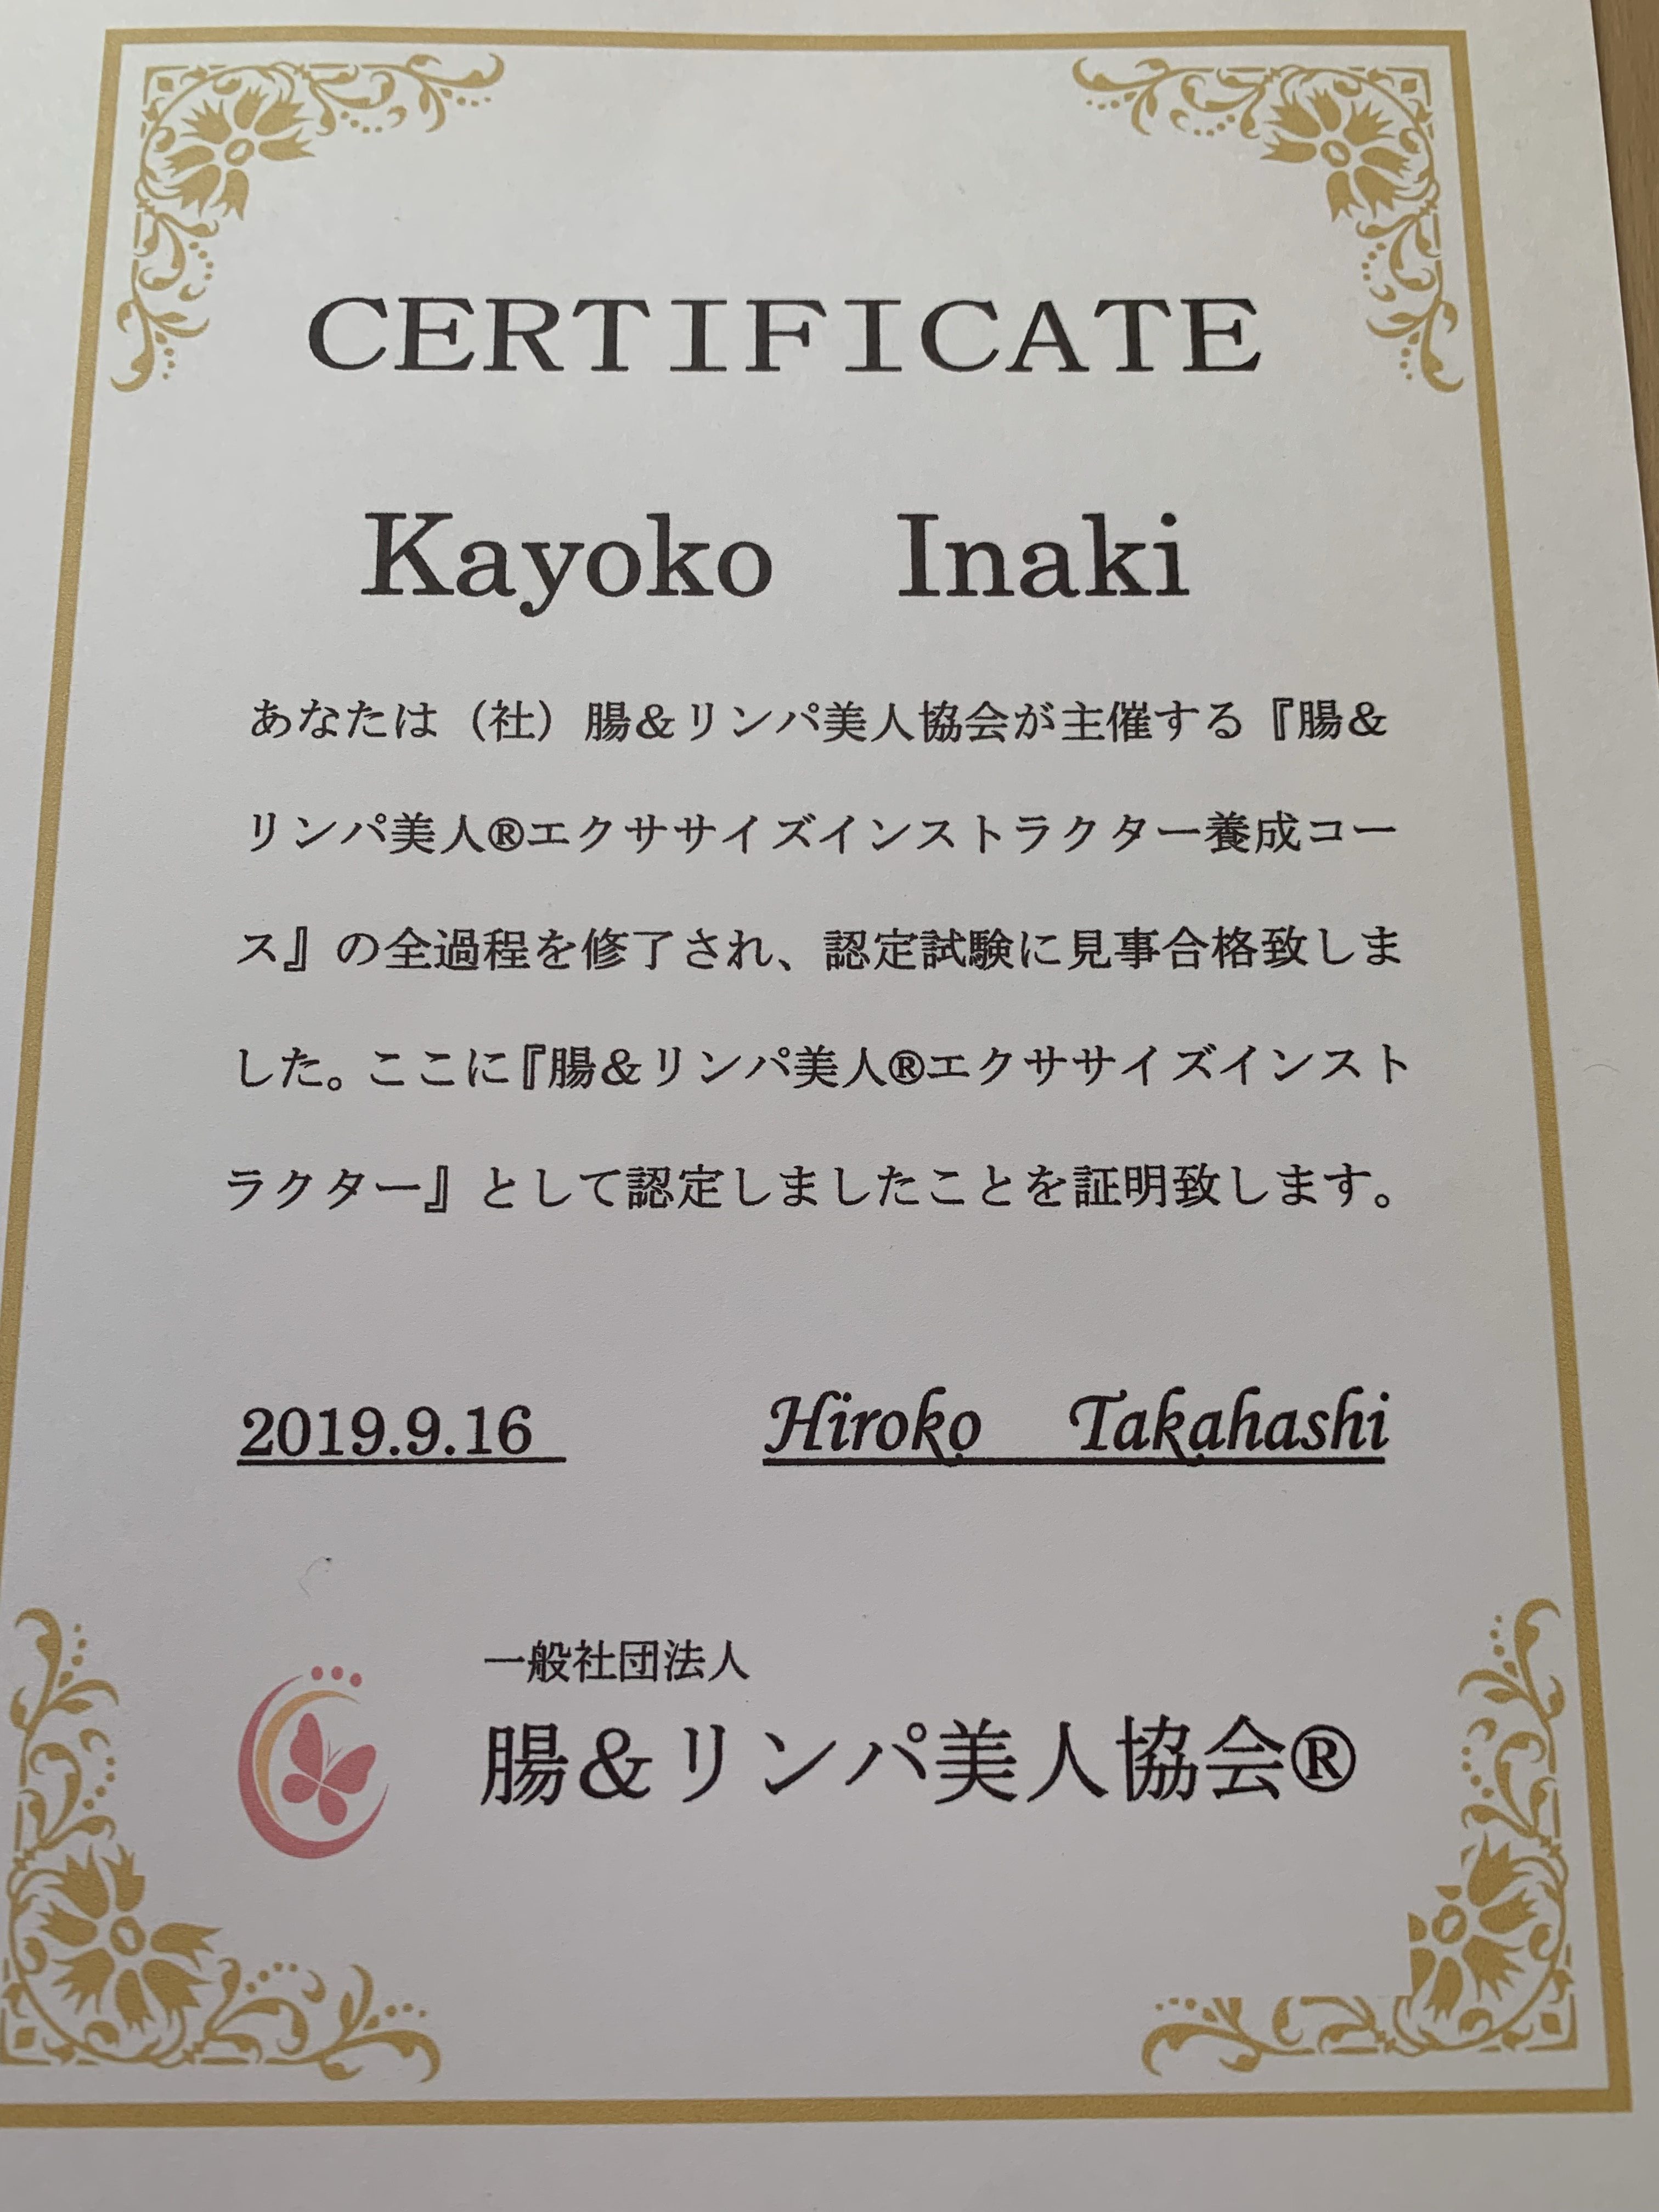 CERTIFICATE
Kayoko Inaki
あなたは（社）腸＆リンパ美人協会が主催する『腸＆
リンパ美人®エクササイズインストラクター養成コー
ス』の全過程を修了され、認定試験に見事合格致しま
した。ここに『腸＆リンパ美人®エクササイズインスト
ラクター』として認定しましたことを証明致します。
2019.9.16 Hiroko Takahashi
一般社団法人
腸＆リンパ美人協会®